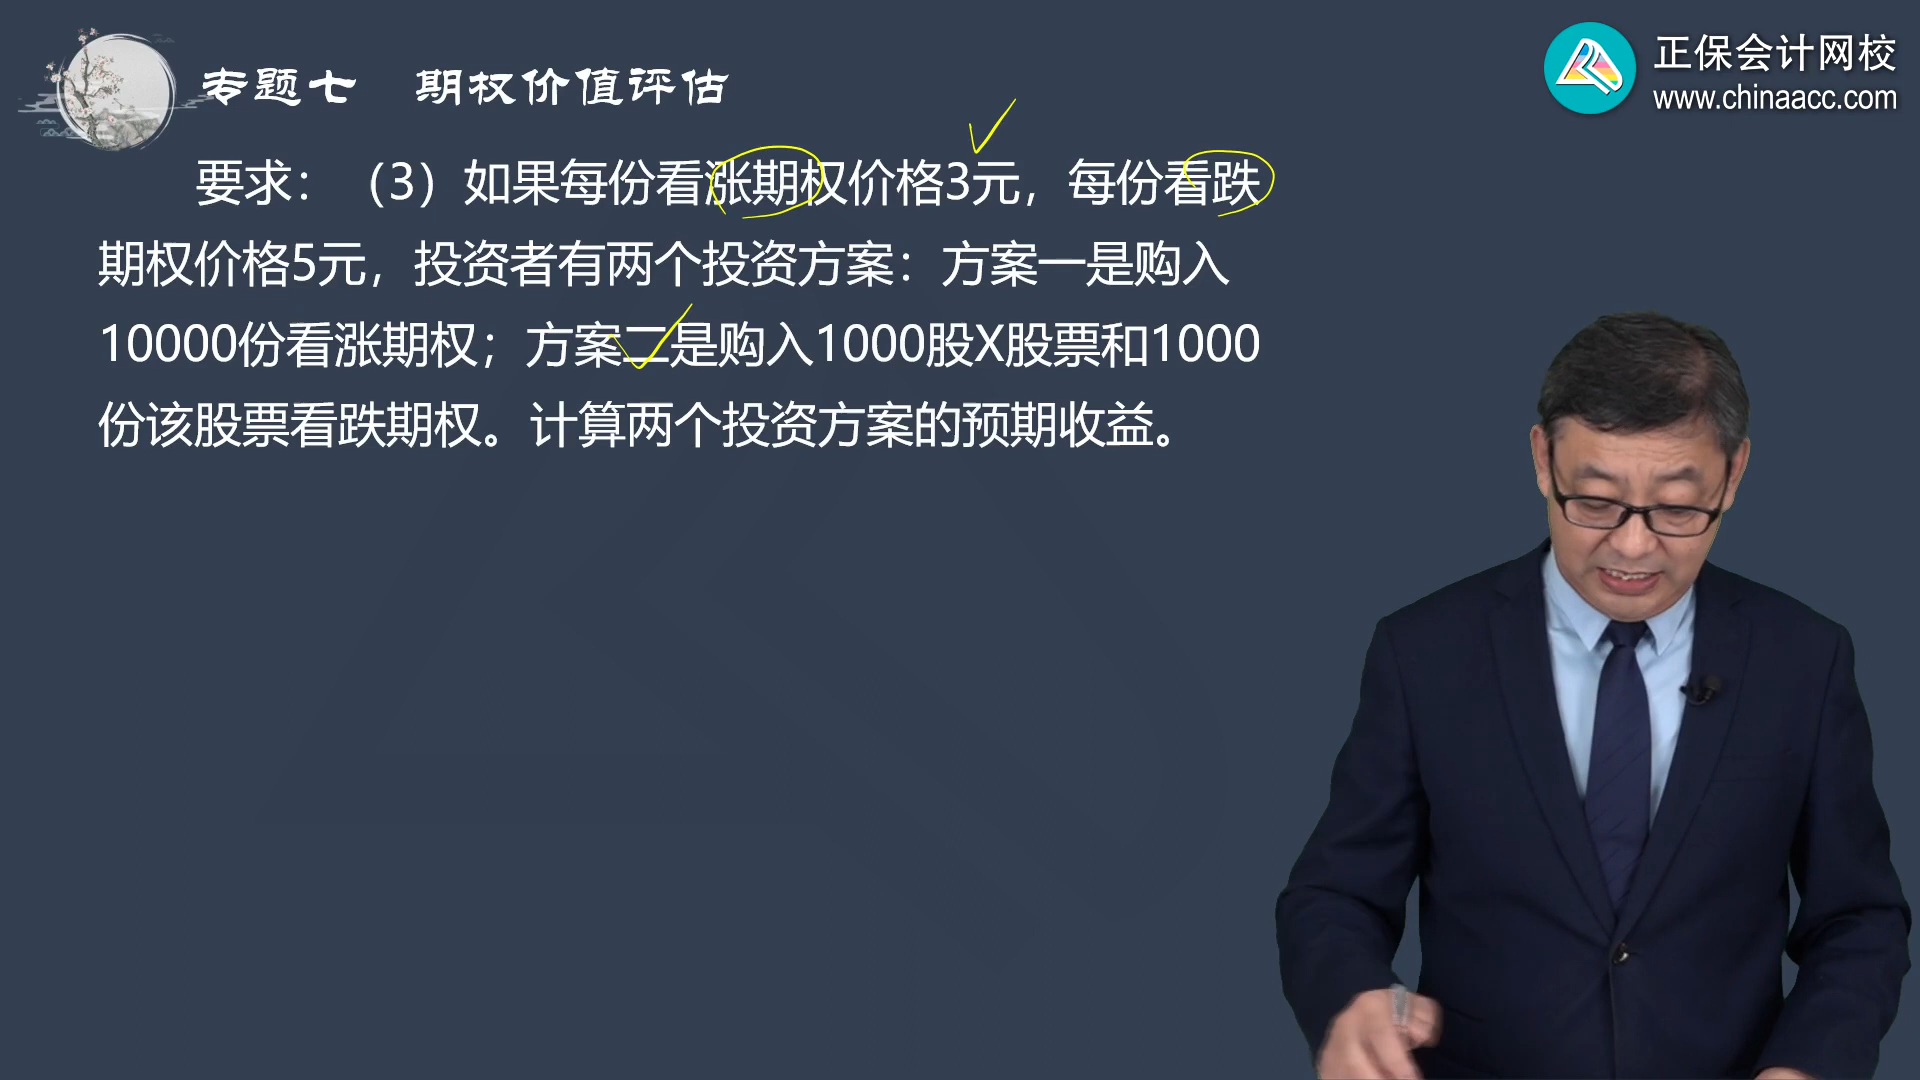 专题七 期权价值评估
正保会计网校
www.chinaacc.com
要求：（3）如果每份看涨期权价格3元，每份看跌
期权价格5元，投资者有两个投资方案：方案一是购入
10000份看涨期权；方案二是购入1000股X股票和1000
份该股票看跌期权。计算两个投资方案的预期收益。